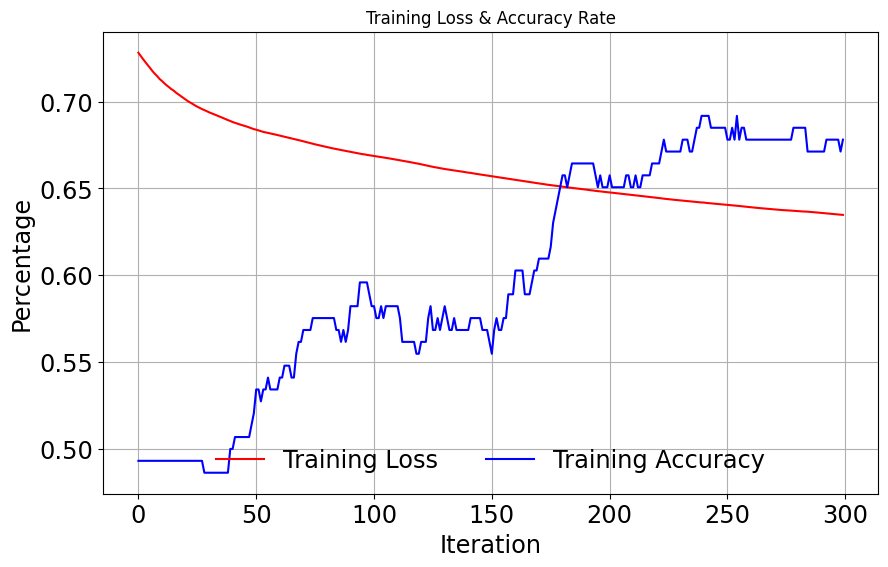 Training Loss & Accuracy Rate
Percentage
0.70
0.65
0.60
0.55
0.50
Training Loss
Training Accuracy
0 50 100 150 200 250 300
Iteration